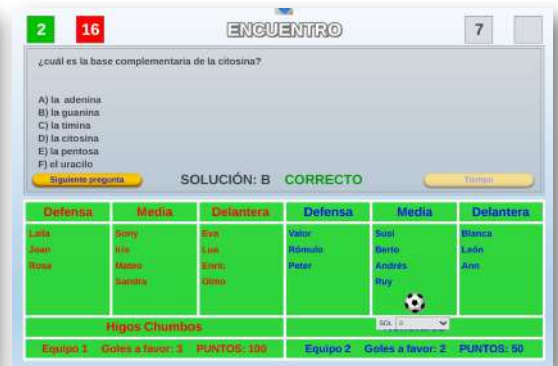 2 16 ENCUENTRO 7
¿cuál es la base complementaria de la citosina?
A) la adenina
B) la guanina
C) la timina
D) la citosina
E) la pentosa
F) el uracilo
Siguiente pregunta SOLUCIÓN: B CORRECTO Tiempo
Defensa Media Delantera Defensa Media Delantera
Laila Sony Eva Valor Susi Blanca
Joan Iris Lua Rómulo Berto León
Rosa Mateo Enric Peter Andrés Ann
Sandra Olmo Ruy
Higos Chumbos SOL 0
Equipo 1 Goles a favor: 3 PUNTOS: 100 Equipo 2 Goles a favor: 2 PUNTOS: 50